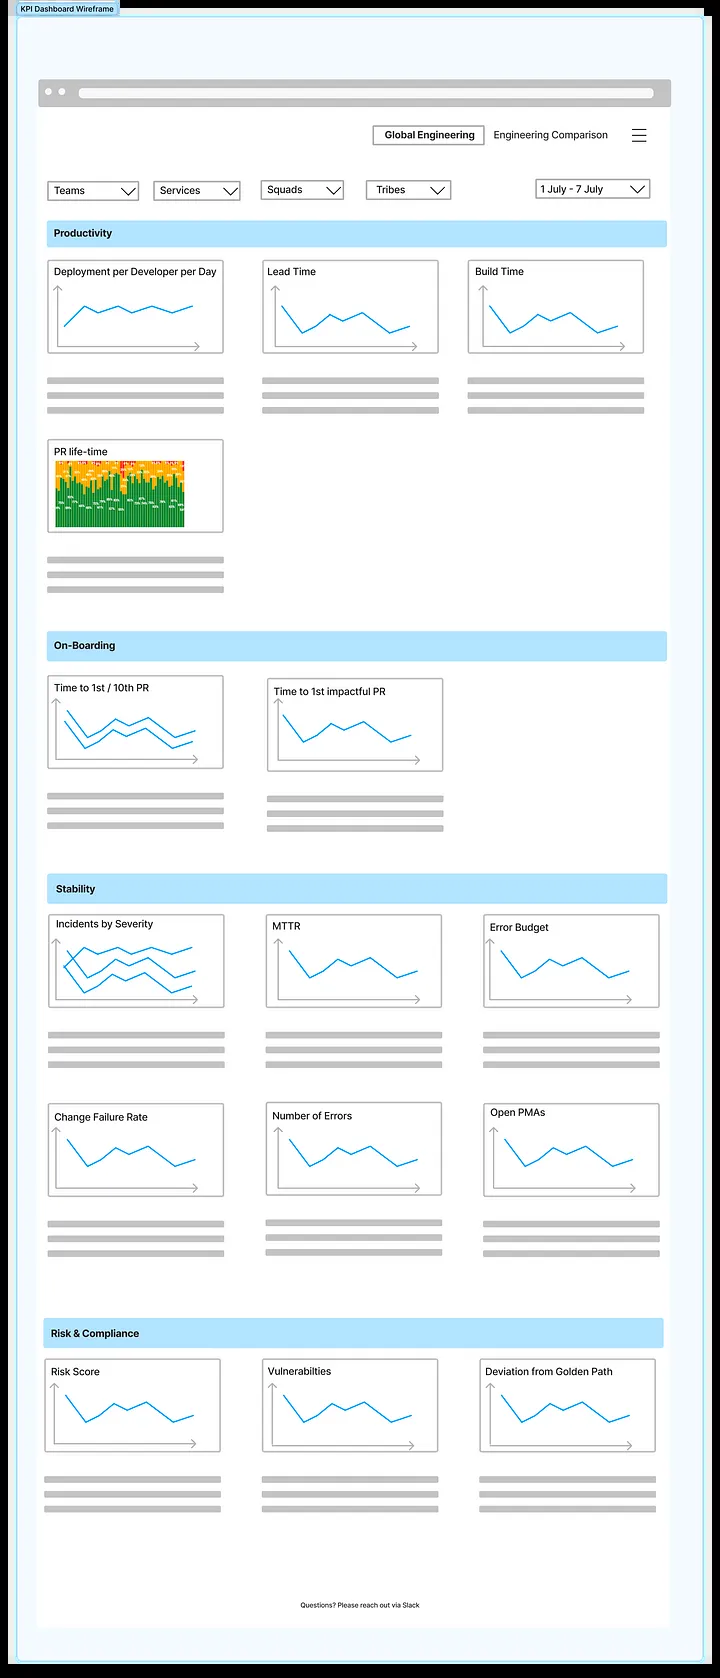 KPI Dashboard Wireframe
Global Engineering
Engineering Comparison
Teams
Services
Squads
Tribes
1 July - 7 July
Productivity
Deployment per Developer per Day
Lead Time
Build Time
PR life-time
On-Boarding
Time to 1st / 10th PR
Time to 1st impactful PR
Stability
Incidents by Severity
MTTR
Error Budget
Change Failure Rate
Number of Errors
Open PMAs
Risk & Compliance
Risk Score
Vulnerabilties
Deviation from Golden Path
Questions? Please reach out via Slack